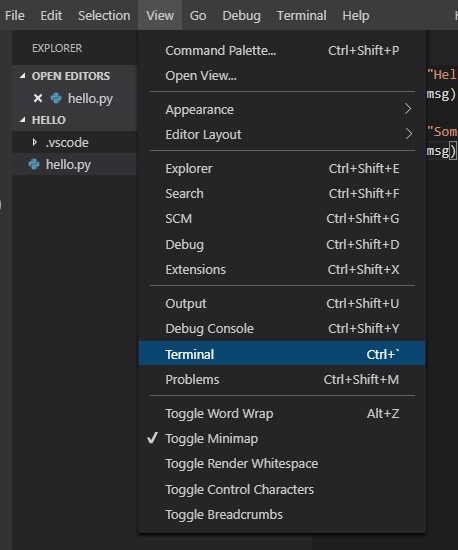 File Edit Selection View Go Debug Terminal Help
EXPLORER
OPEN EDITORS
hello.py
HELLO
.vscode
hello.py
Command Palette... Ctrl+Shift+P
Open View...
Appearance
Editor Layout
Explorer Ctrl+Shift+E
Search Ctrl+Shift+F
SCM Ctrl+Shift+G
Debug Ctrl+Shift+D
Extensions Ctrl+Shift+X
Output Ctrl+Shift+U
Debug Console Ctrl+Shift+Y
Terminal Ctrl+`
Problems Ctrl+Shift+M
Toggle Word Wrap Alt+Z
Toggle Minimap
Toggle Render Whitespace
Toggle Control Characters
Toggle Breadcrumbs
"Hel
msg)
"Som
msg)